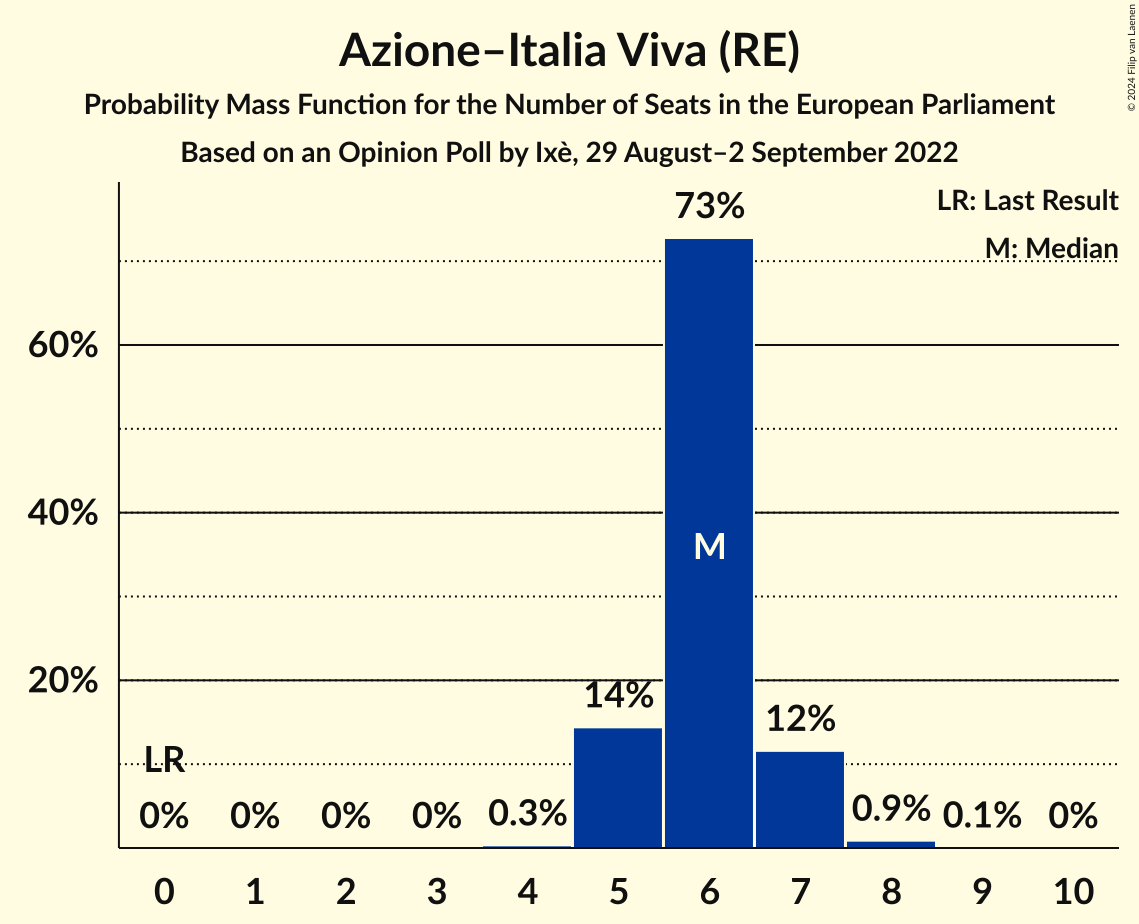 © 2024 Filip van Laenen
Azione–Italia Viva (RE)
Probability Mass Function for the Number of Seats in the European Parliament
Based on an Opinion Poll by Ixè, 29 August–2 September 2022
LR: Last Result
M: Median
73%
60%
40%
M
20%
14%
12%
LR
0%
0%
0%
0%
0.3%
0.9%
0.1%
0%
0 1 2 3 4 5 6 7 8 9 10